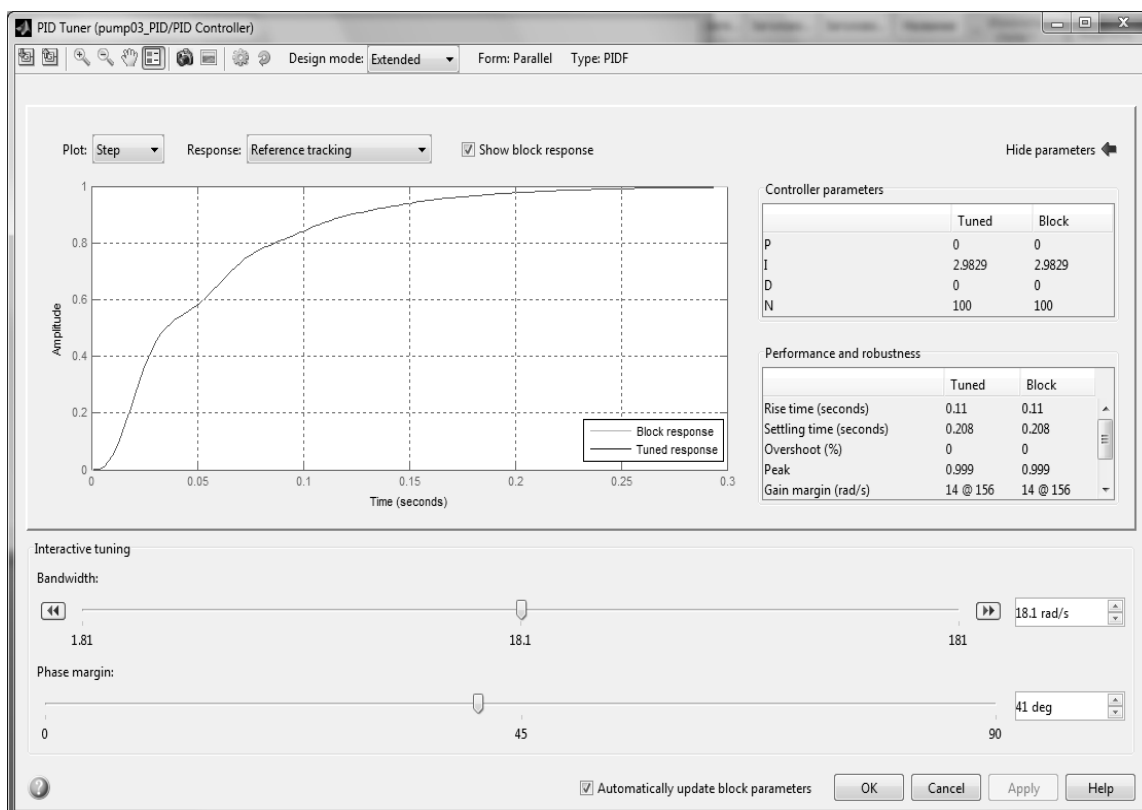 PID Tuner (pump03_PID/PID Controller)
Design mode: Extended Form: Parallel Type: PIDF
Plot: Step Response: Reference tracking Show block response Hide parameters
1
0.8
0.6
0.4
0.2
0
Amplitude
0 0.05 0.1 0.15 0.2 0.25 0.3
Time (seconds)
Block response
Tuned response
Controller parameters
Tuned Block
P 0 0
I 2.9829 2.9829
D 0 0
N 100 100
Performance and robustness
Tuned Block
Rise time (seconds) 0.11 0.11
Settling time (seconds) 0.208 0.208
Overshoot (%) 0 0
Peak 0.999 0.999
Gain margin (rad/s) 14 @ 156 14 @ 156
Interactive tuning
Bandwidth:
18.1 rad/s
1.81 18.1 181
Phase margin:
41 deg
0 45 90
Automatically update block parameters OK Cancel Apply Help